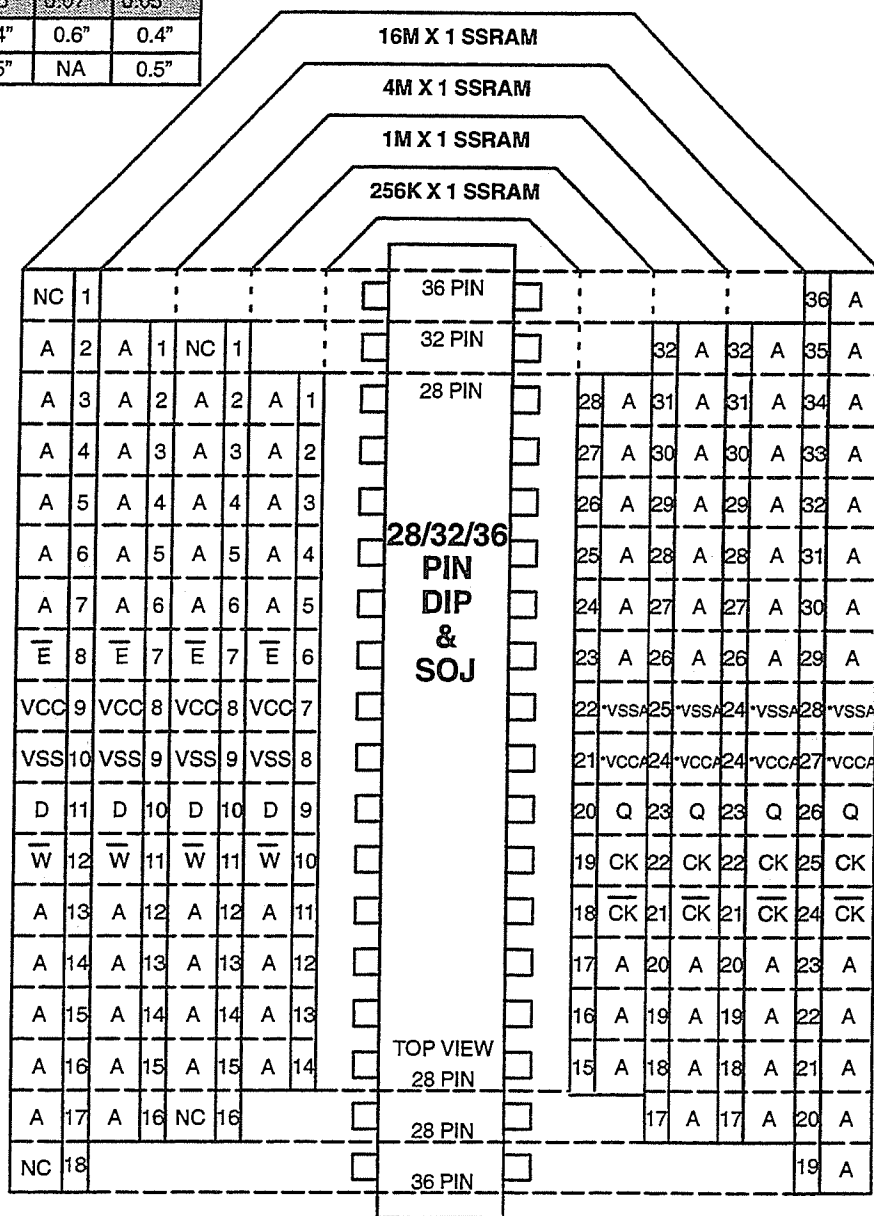 0.07 0.05
4” 0.6” 0.4”
5” NA 0.5”
16M X 1 SSRAM
4M X 1 SSRAM
1M X 1 SSRAM
256K X 1 SSRAM
NC 1 36 PIN 36 A
A 2 A 1 NC 1 32 PIN 32 A 32 A 35 A
A 3 A 2 A 2 A 1 28 PIN 28 A 31 A 31 A 34 A
A 4 A 3 A 3 A 2 27 A 30 A 30 A 33 A
A 5 A 4 A 4 A 3 26 A 29 A 29 A 32 A
A 6 A 5 A 5 A 4 28/32/36 25 A 28 A 28 A 31 A
PIN
A 7 A 6 A 6 A 5 DIP 24 A 27 A 27 A 30 A
&
E̅ 8 E̅ 7 E̅ 7 E̅ 6 SOJ 23 A 26 A 26 A 29 A
VCC 9 VCC 8 VCC 8 VCC 7 22 *VSSA 25 *VSSA 24 *VSSA 28 *VSSA
VSS 10 VSS 9 VSS 9 VSS 8 21 *VCCA 24 *VCCA 24 *VCCA 27 *VCCA
D 11 D 10 D 10 D 9 20 Q 23 Q 23 Q 26 Q
W̅ 12 W̅ 11 W̅ 11 W̅ 10 19 CK 22 CK 22 CK 25 CK
A 13 A 12 A 12 A 11 18 C̅K̅ 21 C̅K̅ 21 C̅K̅ 24 C̅K̅
A 14 A 13 A 13 A 12 17 A 20 A 20 A 23 A
A 15 A 14 A 14 A 13 16 A 19 A 19 A 22 A
TOP VIEW
A 16 A 15 A 15 A 14 28 PIN 15 A 18 A 18 A 21 A
A 17 A 16 NC 16 28 PIN 17 A 17 A 20 A
NC 18 36 PIN 19 A